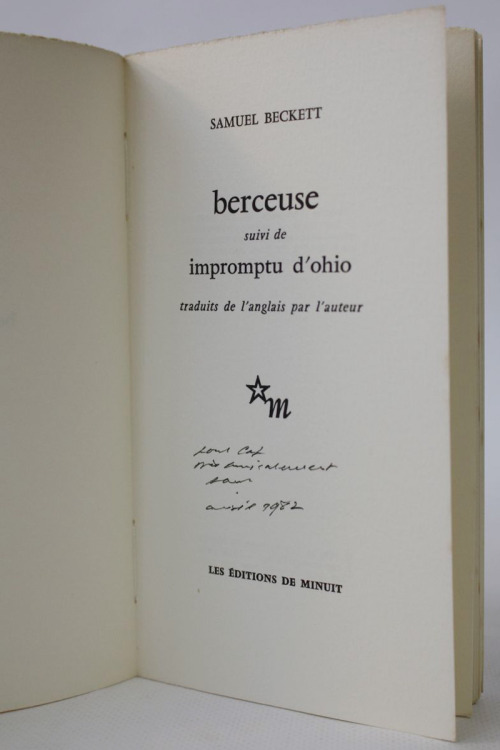 SAMUEL BECKETT
berceuse
suivi de
impromptu d'ohio
traduits de l'anglais par l'auteur
m
pour
très amicalement
Sam
avril 1982
LES ÉDITIONS DE MINUIT